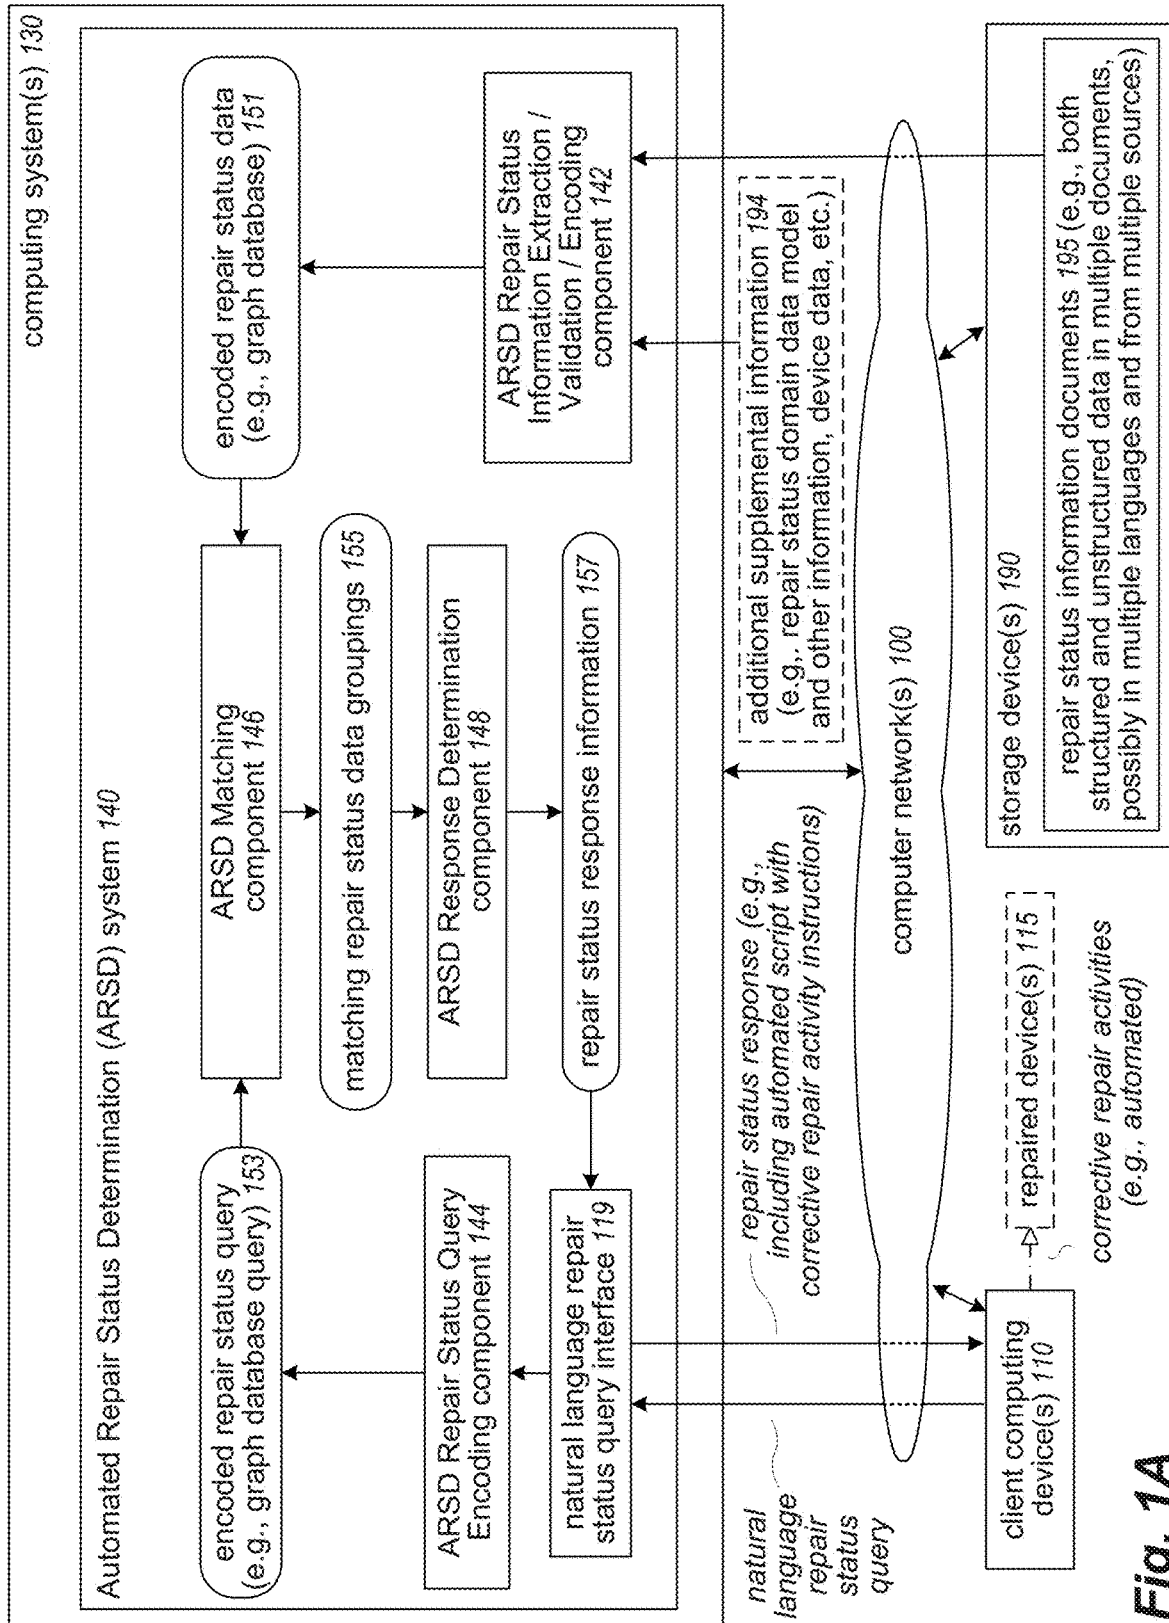 computing system(s) 130
Automated Repair Status Determination (ARSD) system 140
encoded repair status query
(e.g., graph database query) 153
ARSD Matching
component 146
encoded repair status data
(e.g., graph database) 151
matching repair status data groupings 155
ARSD Repair Status Query
Encoding component 144
ARSD Response Determination
component 148
ARSD Repair Status
Information Extraction /
Validation / Encoding
component 142
natural language repair
status query interface 119
repair status response information 157
natural
language
repair
status
query
repair status response (e.g.,
including automated script with
corrective repair activity instructions)
additional supplemental information 194
(e.g,. repair status domain data model
and other information, device data, etc.)
computer network(s) 100
client computing
device(s) 110
repaired device(s) 115
corrective repair activities
(e.g., automated)
storage device(s) 190
repair status information documents 195 (e.g., both
structured and unstructured data in multiple documents,
possibly in multiple languages and from multiple sources)
Fig. 1A